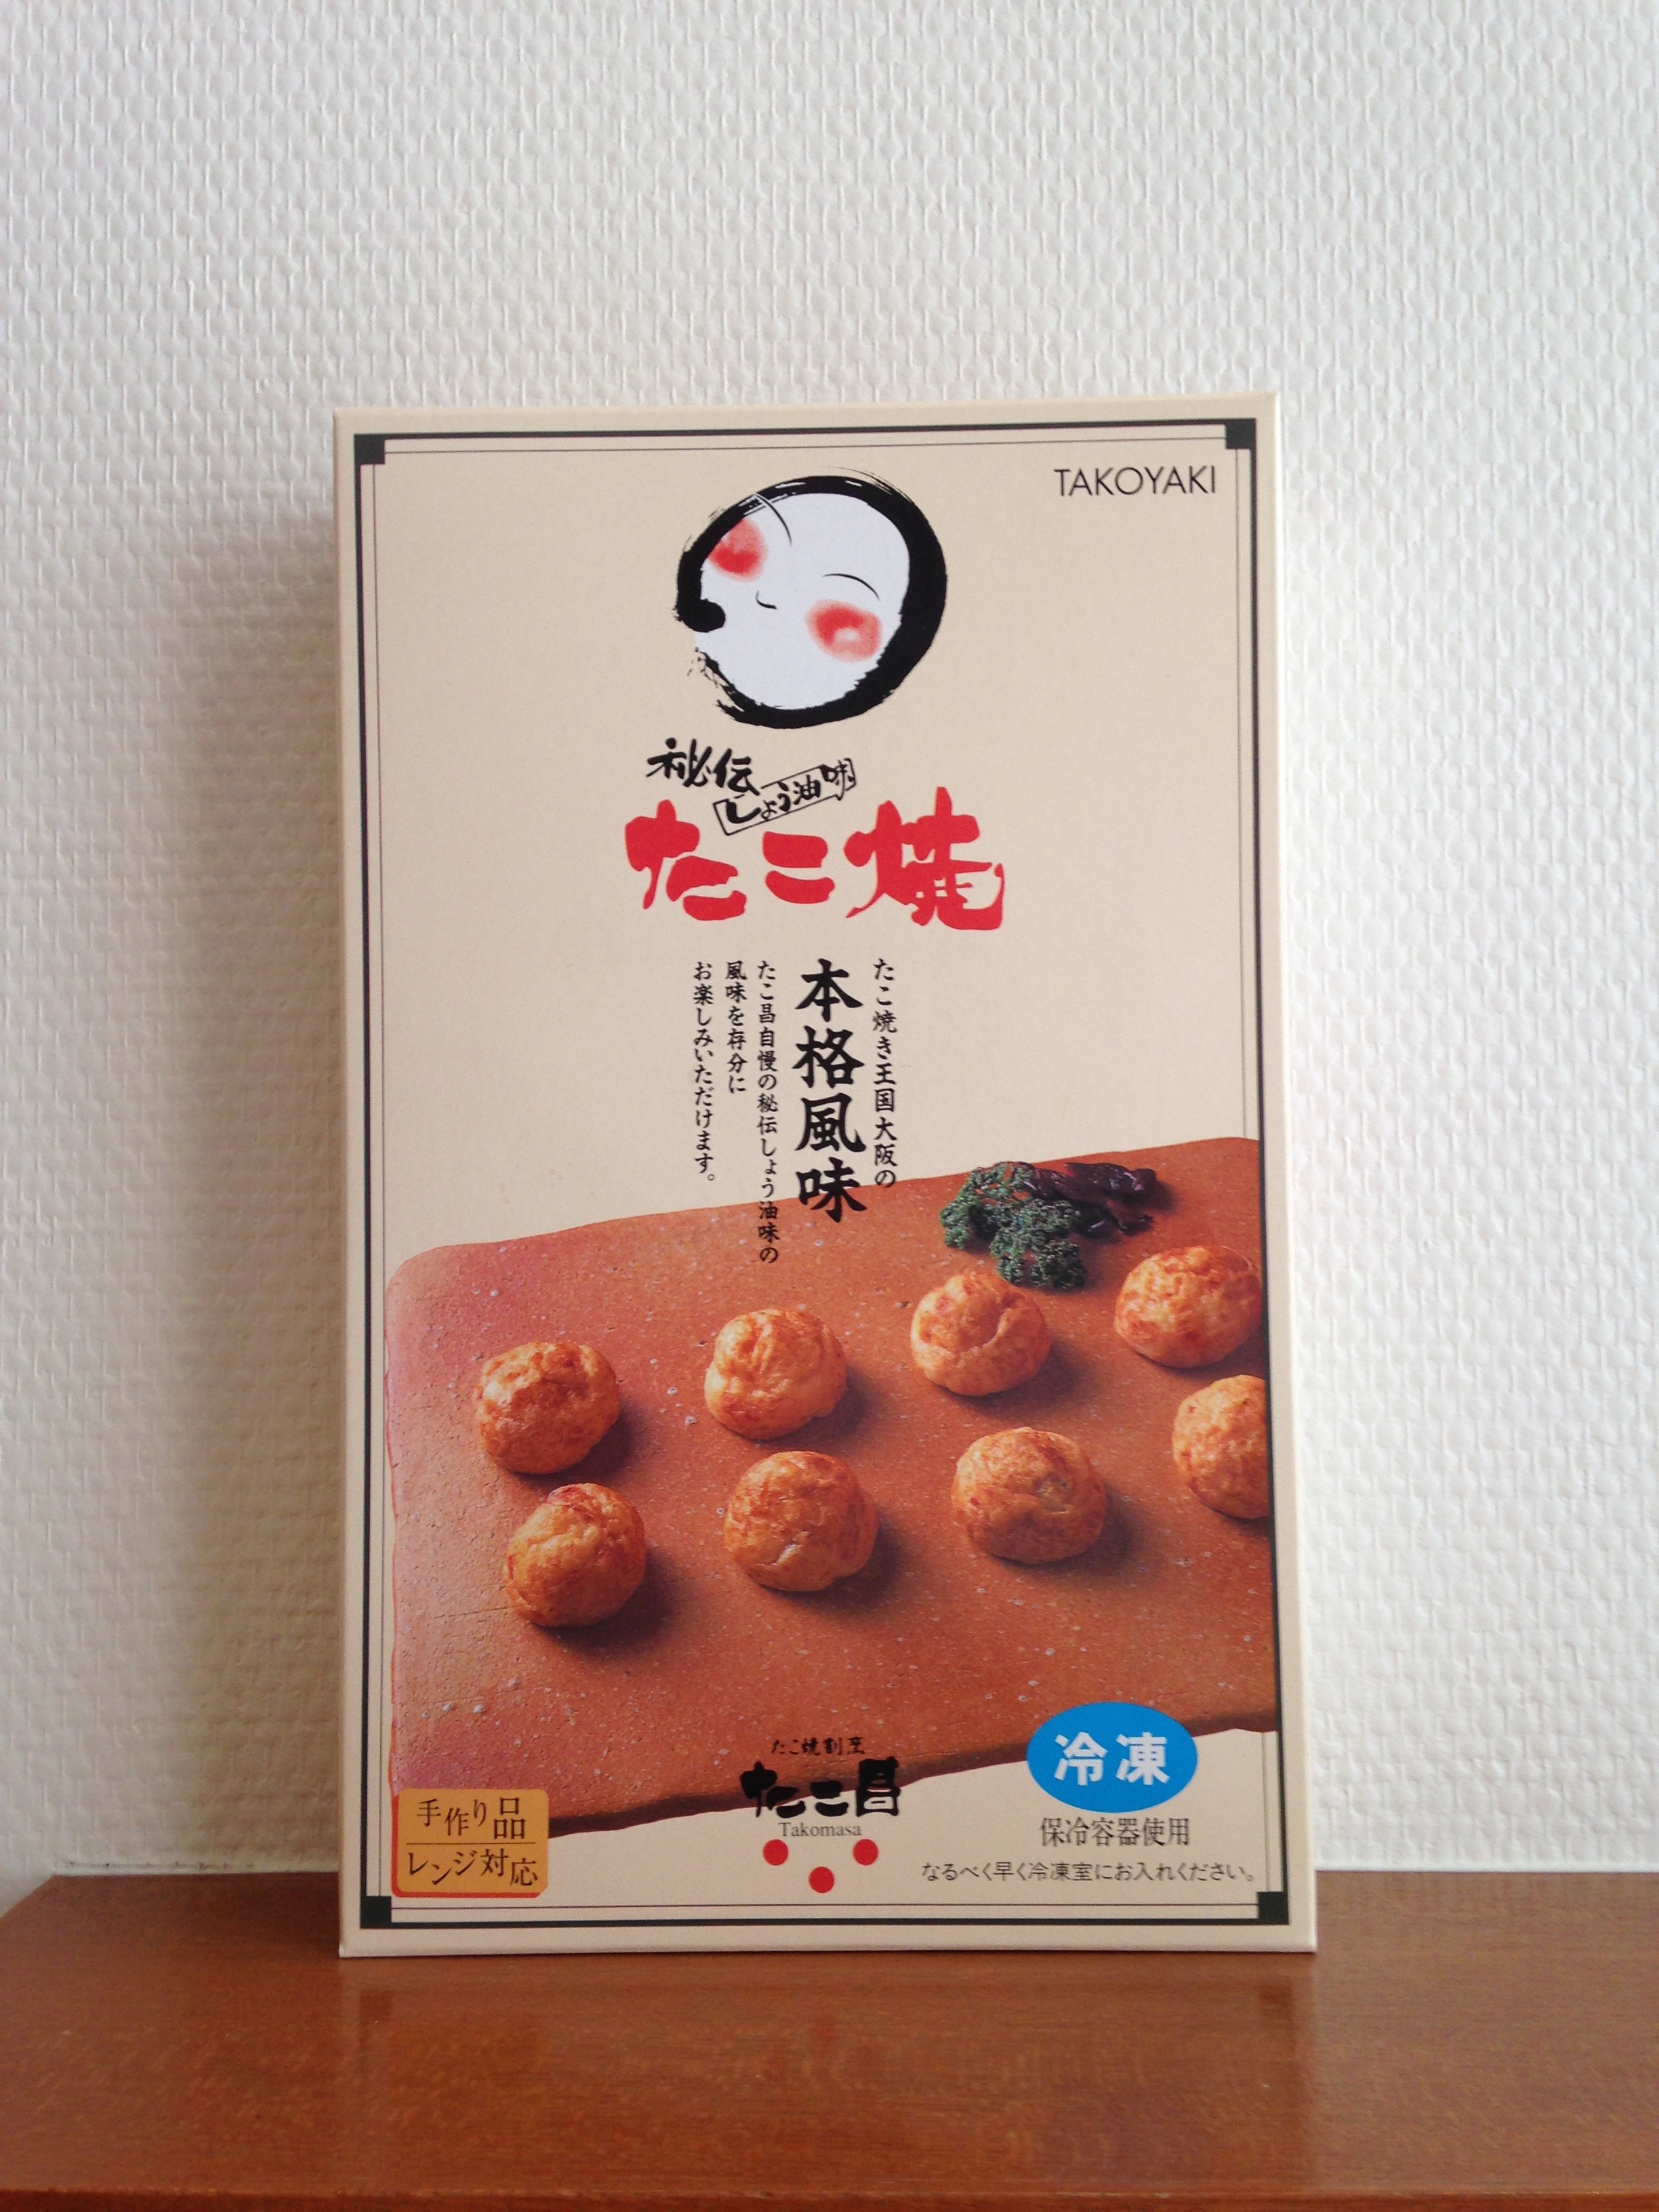 TAKOYAKI
秘伝
しょう油味
たこ焼
たこ焼き王国大阪の
本格風味
たこ昌自慢の秘伝しょう油味の
風味を存分に
お楽しみいただけます。
たこ焼割烹
たこ昌
Takomasa
手作り品
レンジ対応
冷凍
保冷容器使用
なるべく早く冷凍室にお入れください。